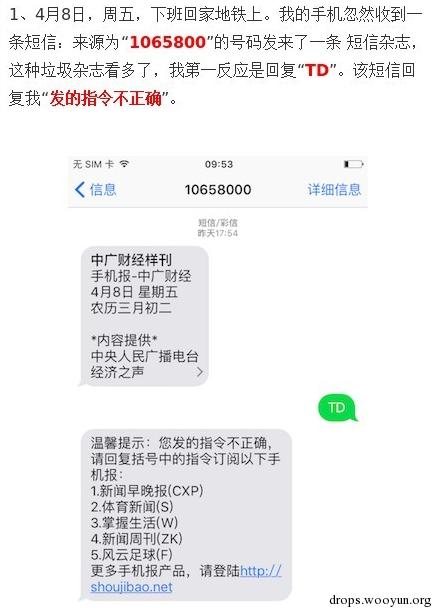 1、4月8日，周五，下班回家地铁上。我的手机忽然收到一
条短信：来源为“1065800”的号码发来了一条 短信杂志，
这种垃圾杂志看多了，我第一反应是回复“TD”。该短信回
复我“发的指令不正确”。
无 SIM 卡 09:53
信息 10658000 详细信息
短信/彩信
昨天17:54
中广财经样刊
手机报-中广财经
4月8日 星期五
农历三月初二
*内容提供*
中央人民广播电台
经济之声
TD
温馨提示：您发的指令不正确，
请回复括号中的指令订阅以下手
机报：
1.新闻早晚报(CXP)
2.体育新闻(S)
3.掌握生活(W)
4.新闻周刊(ZK)
5.风云足球(F)
更多手机报产品，请登陆http://
shoujibao.net
drops.wooyun.org